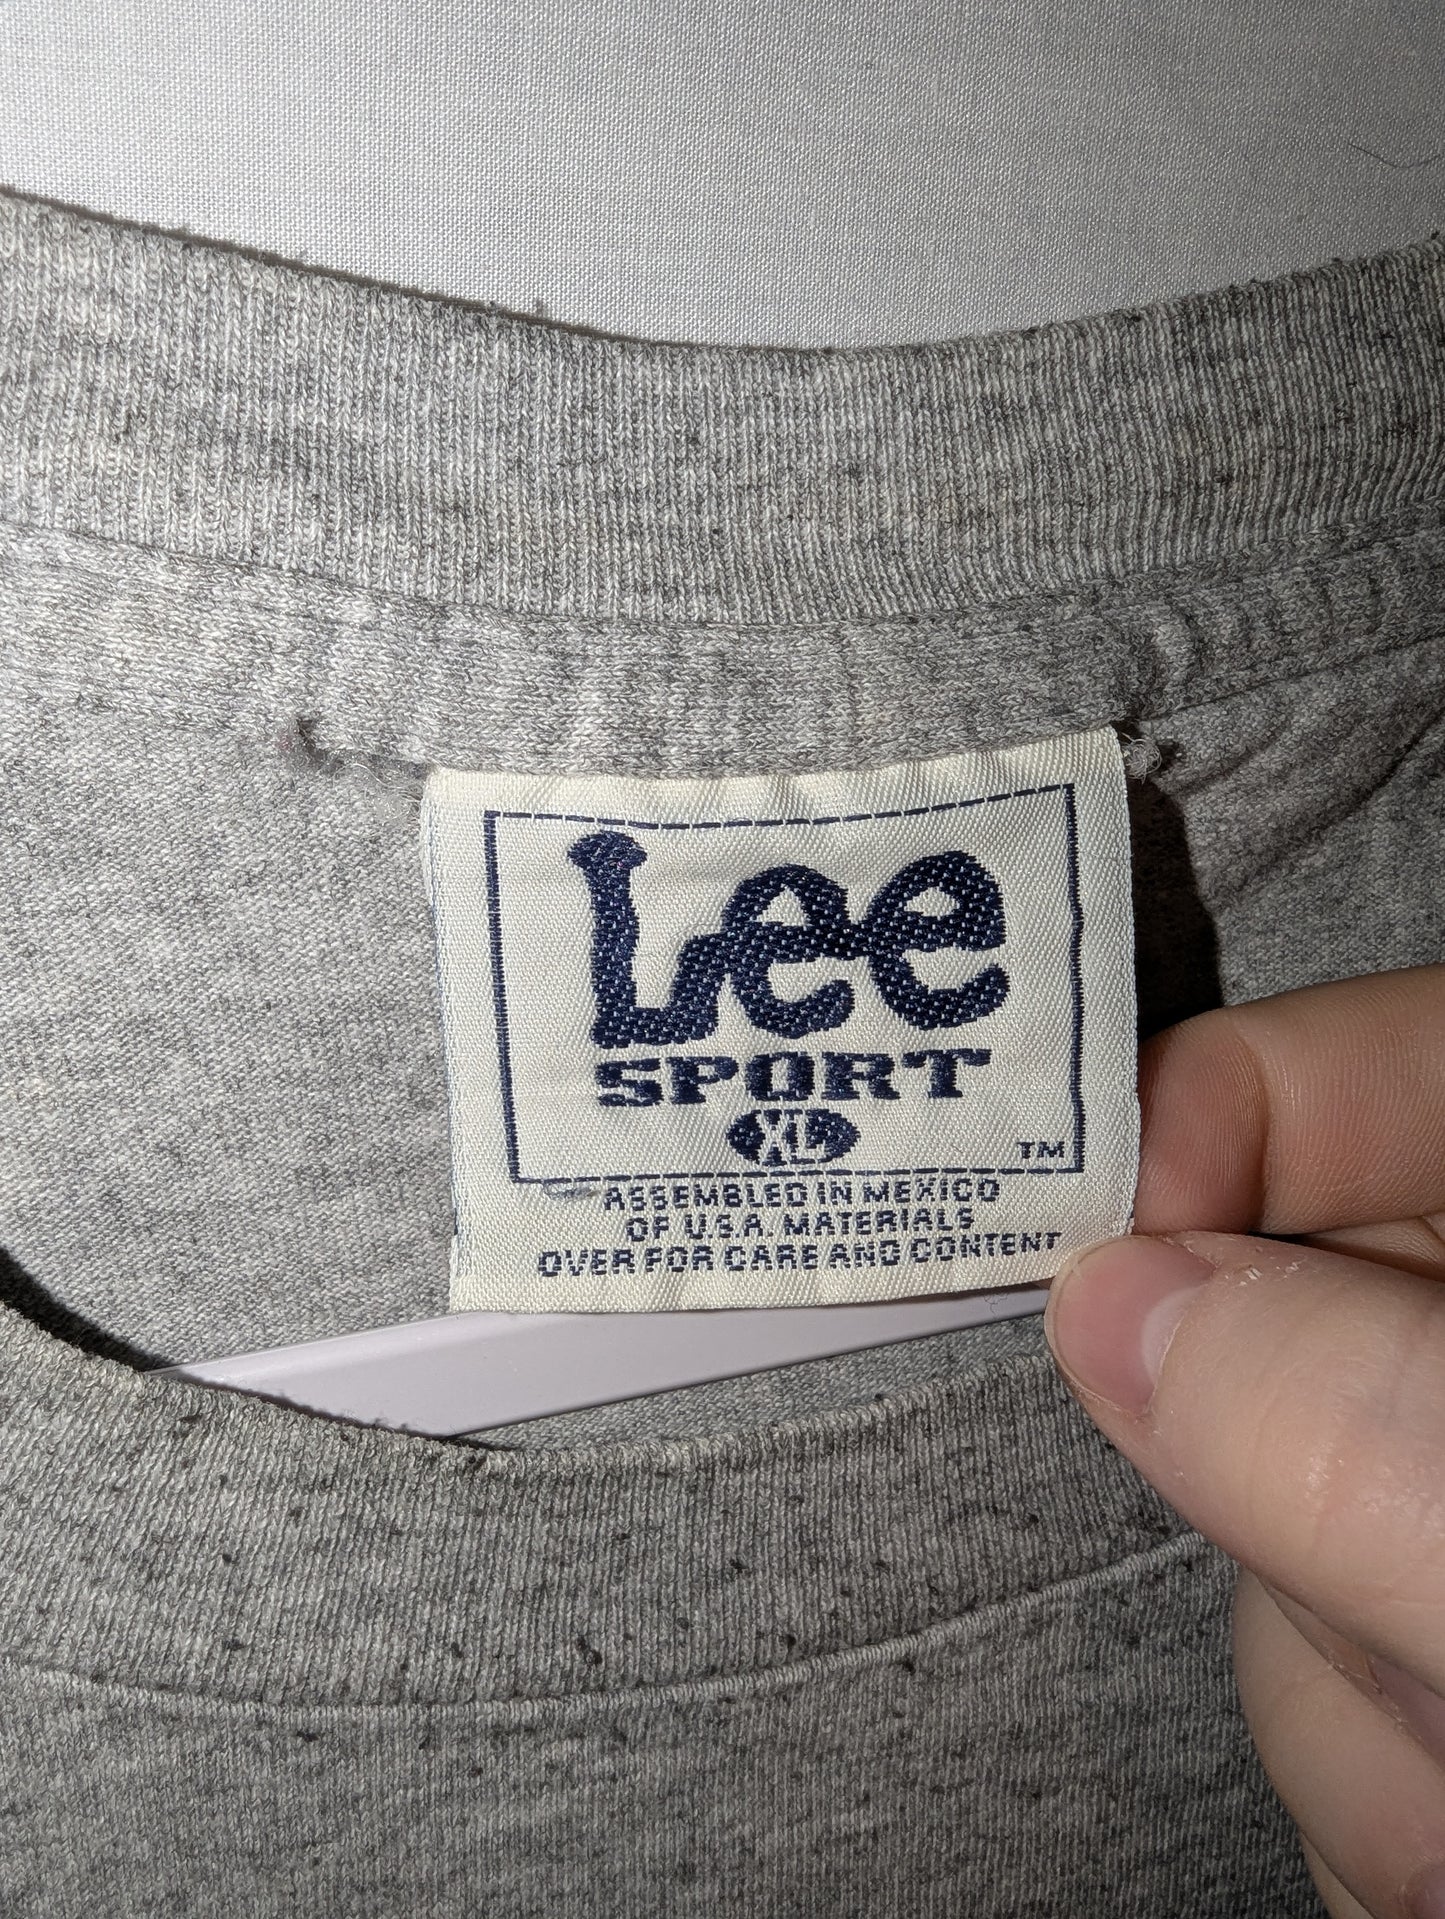 Lee
SPORT
XL
TM
ASSEMBLED IN MEXICO
OF U.S.A. MATERIALS
OVER FOR CARE AND CONTENT